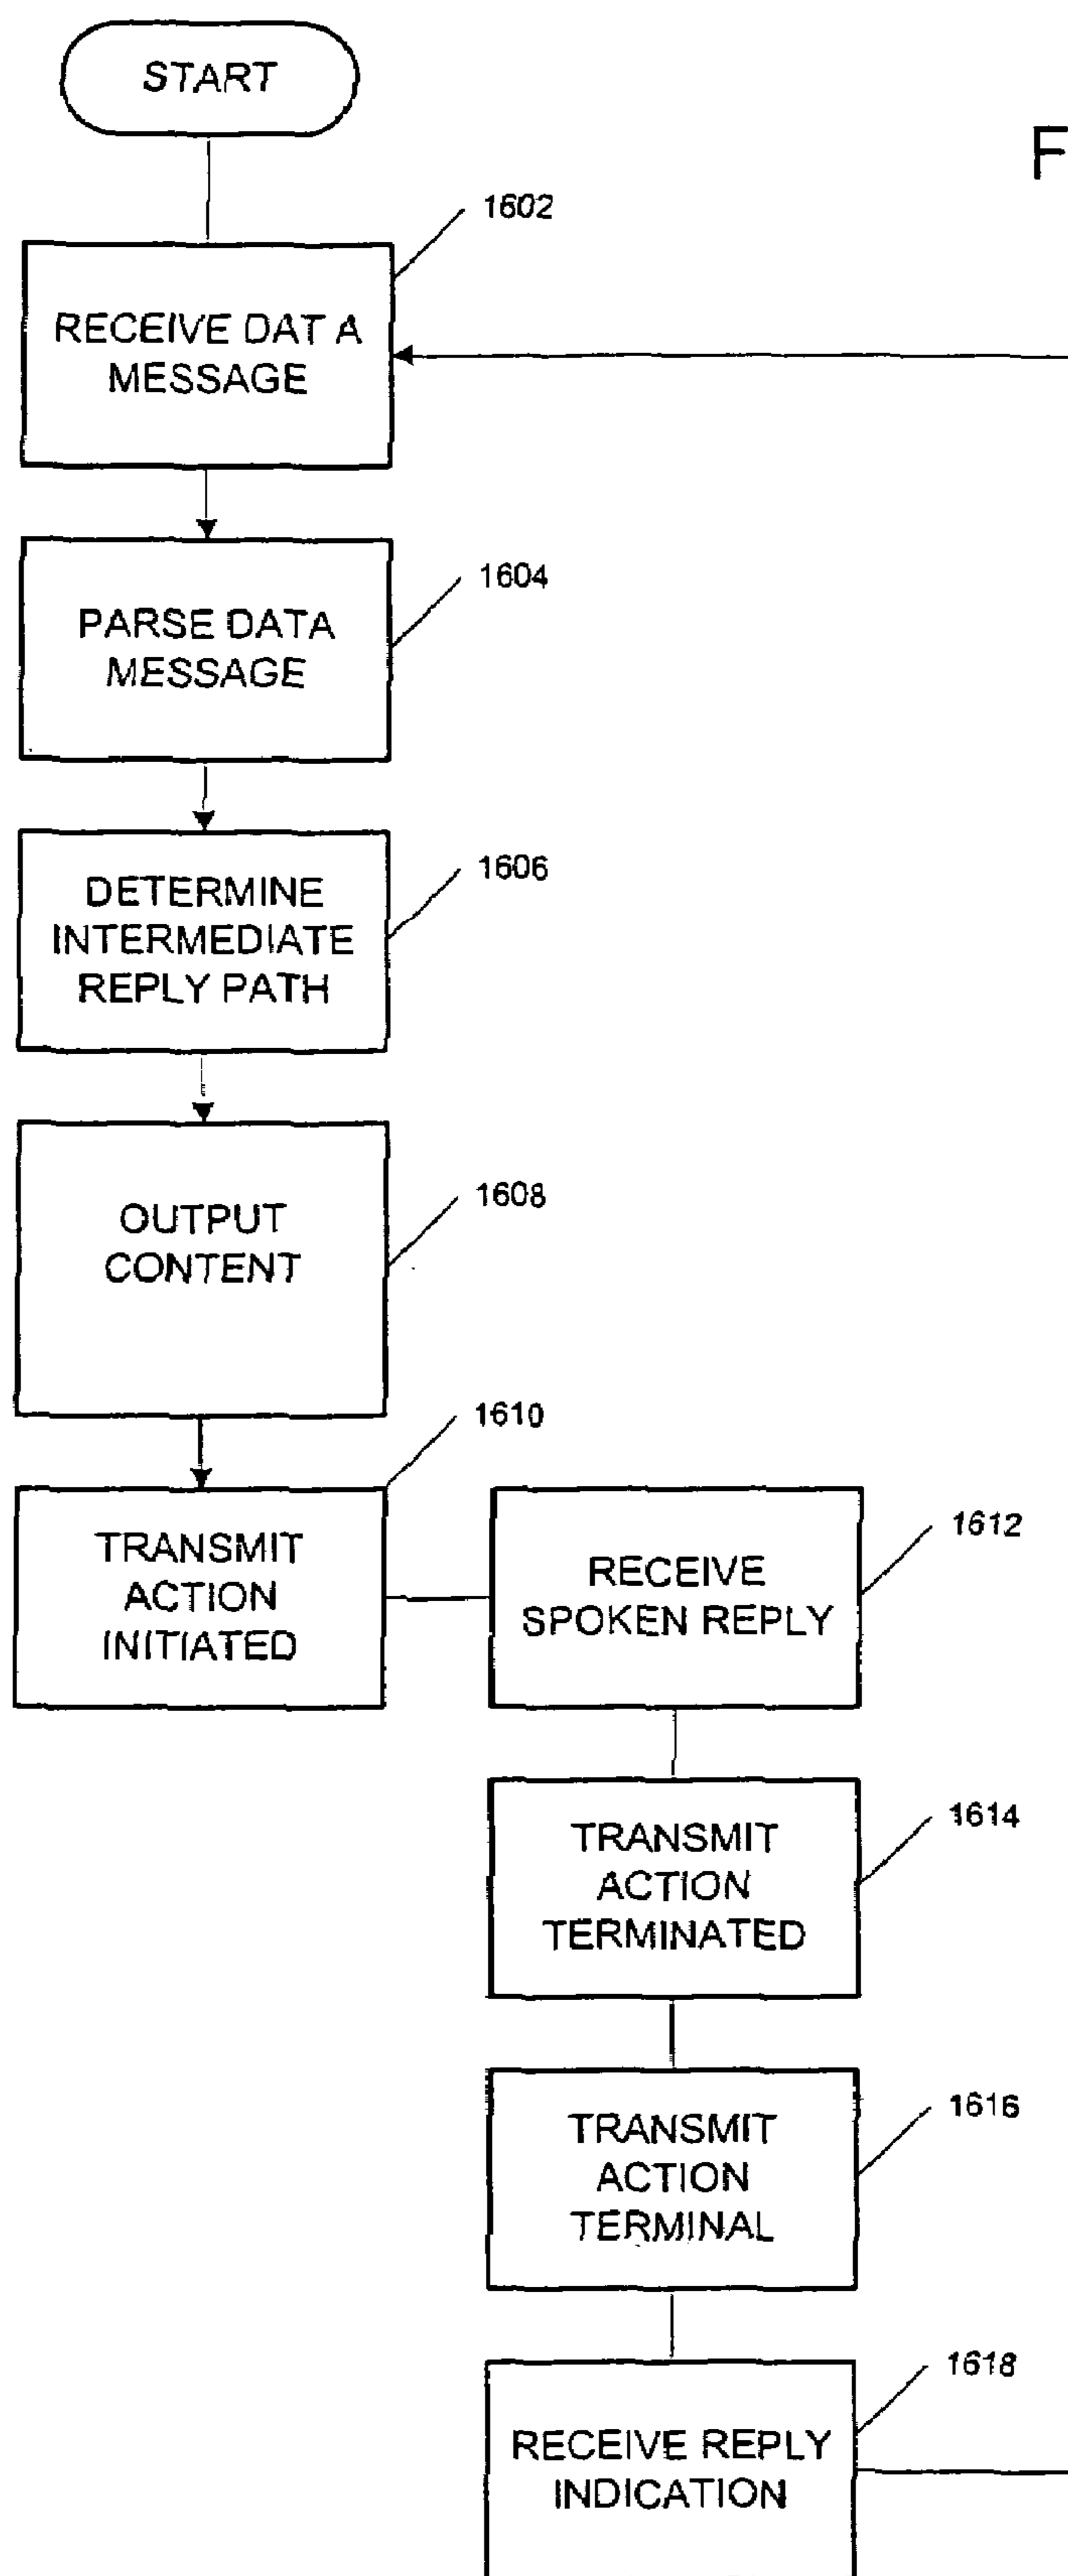 START
F
1602
RECEIVE DAT A
MESSAGE
1604
PARSE DATA
MESSAGE
1606
DETERMINE
INTERMEDIATE
REPLY PATH
1608
OUTPUT
CONTENT
1610
TRANSMIT
ACTION
INITIATED
1612
RECEIVE
SPOKEN REPLY
1614
TRANSMIT
ACTION
TERMINATED
1616
TRANSMIT
ACTION
TERMINAL
1618
RECEIVE REPLY
INDICATION